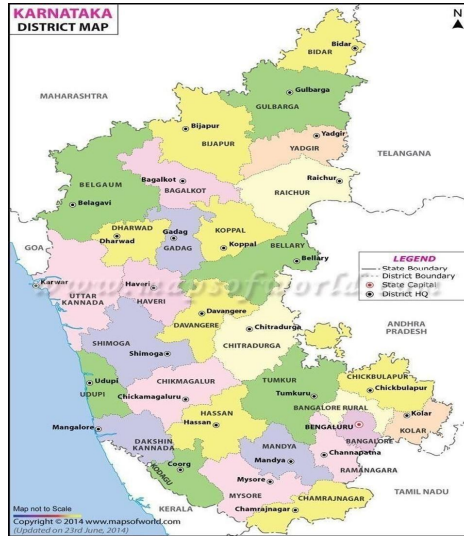 KARNATAKA
DISTRICT MAP
N
MAHARASHTRA
BIDAR
Bidar
Gulbarga
GULBARGA
Bijapur
BIJAPUR
Yadgir
YADGIR
TELANGANA
Bagalkot
BAGALKOT
Raichur
RAICHUR
BELGAUM
Belagavi
DHARWAD
Dharwad
Gadag
GADAG
KOPPAL
Koppal
BELLARY
Bellary
GOA
Karwar
UTTAR
KANNADA
Haveri
HAVERI
www.mapsofworld.com
LEGEND
State Boundary
District Boundary
State Capital
District HQ
Davangere
DAVANGERE
Chitradurga
CHITRADURGA
ANDHRA
PRADESH
SHIMOGA
Shimoga
Udupi
UDUPI
CHIKMAGALUR
Chickamagaluru
TUMKUR
Tumkuru
CHICKBULAPUR
Chickbulapur
BANGALORE RURAL
Kolar
KOLAR
BENGALURU
BANGALORE
HASSAN
Hassan
Mangalore
DAKSHIN
KANNADA
MANDYA
Mandya
Channapatna
RAMANAGARA
KODAGU
Coorg
Mysore
MYSORE
CHAMRAJNAGAR
Chamrajnagar
TAMIL NADU
KERALA
Map not to Scale
Copyright © 2014 www.mapsofworld.com
(Updated on 23rd June, 2014)